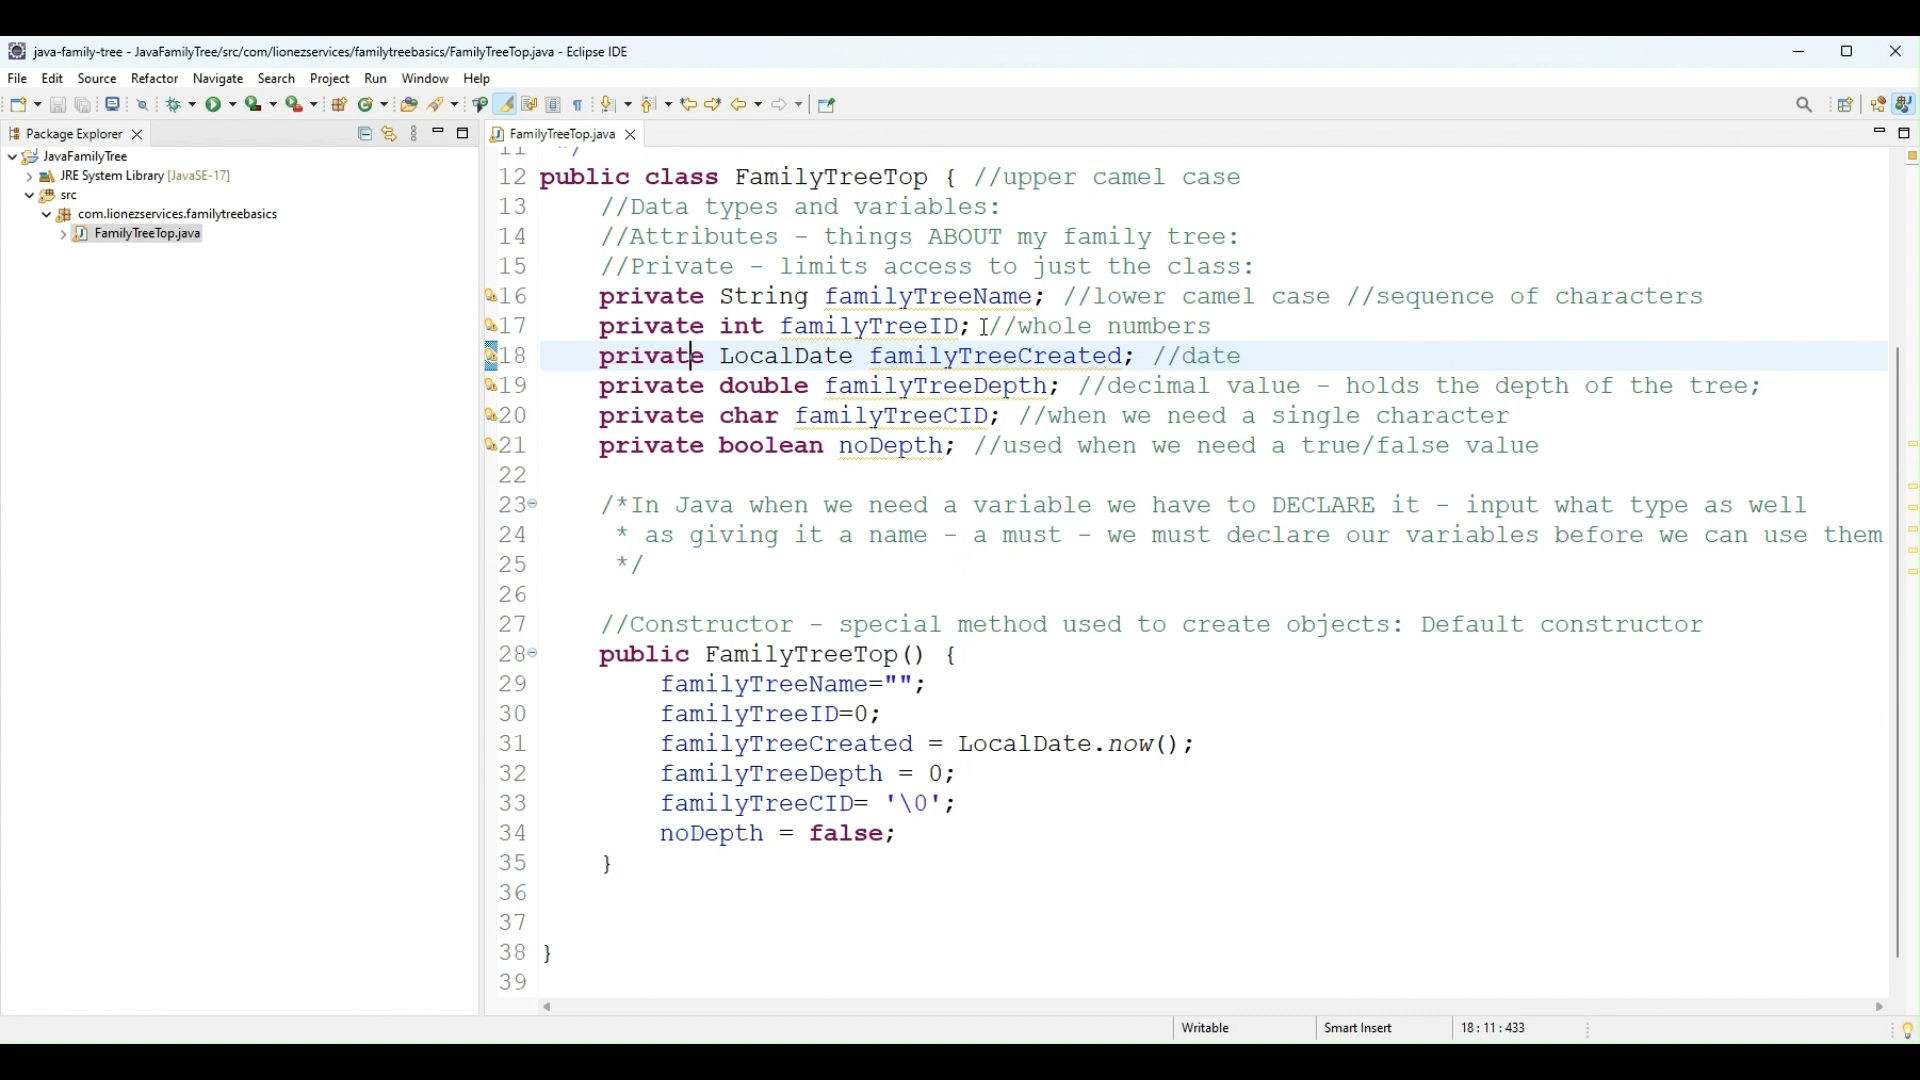 java-family-tree - JavaFamilyTree/src/com/lionezservices/familytreebasics/FamilyTreeTop.java - Eclipse IDE
File Edit Source Refactor Navigate Search Project Run Window Help
Package Explorer
JavaFamilyTree
JRE System Library [JavaSE-17]
src
com.lionezservices.familytreebasics
FamilyTreeTop.java
FamilyTreeTop.java
11 */
12 public class FamilyTreeTop { //upper camel case
13 //Data types and variables:
14 //Attributes - things ABOUT my family tree:
15 //Private - limits access to just the class:
16 private String familyTreeName; //lower camel case //sequence of characters
17 private int familyTreeID; //whole numbers
18 private LocalDate familyTreeCreated; //date
19 private double familyTreeDepth; //decimal value - holds the depth of the tree;
20 private char familyTreeCID; //when we need a single character
21 private boolean noDepth; //used when we need a true/false value
22
23 /*In Java when we need a variable we have to DECLARE it - input what type as well
24 * as giving it a name - a must - we must declare our variables before we can use them
25 */
26
27 //Constructor - special method used to create objects: Default constructor
28 public FamilyTreeTop() {
29 familyTreeName="";
30 familyTreeID=0;
31 familyTreeCreated = LocalDate.now();
32 familyTreeDepth = 0;
33 familyTreeCID= '\0';
34 noDepth = false;
35 }
36
37
38 }
39
Writable Smart Insert 18 : 11 : 433